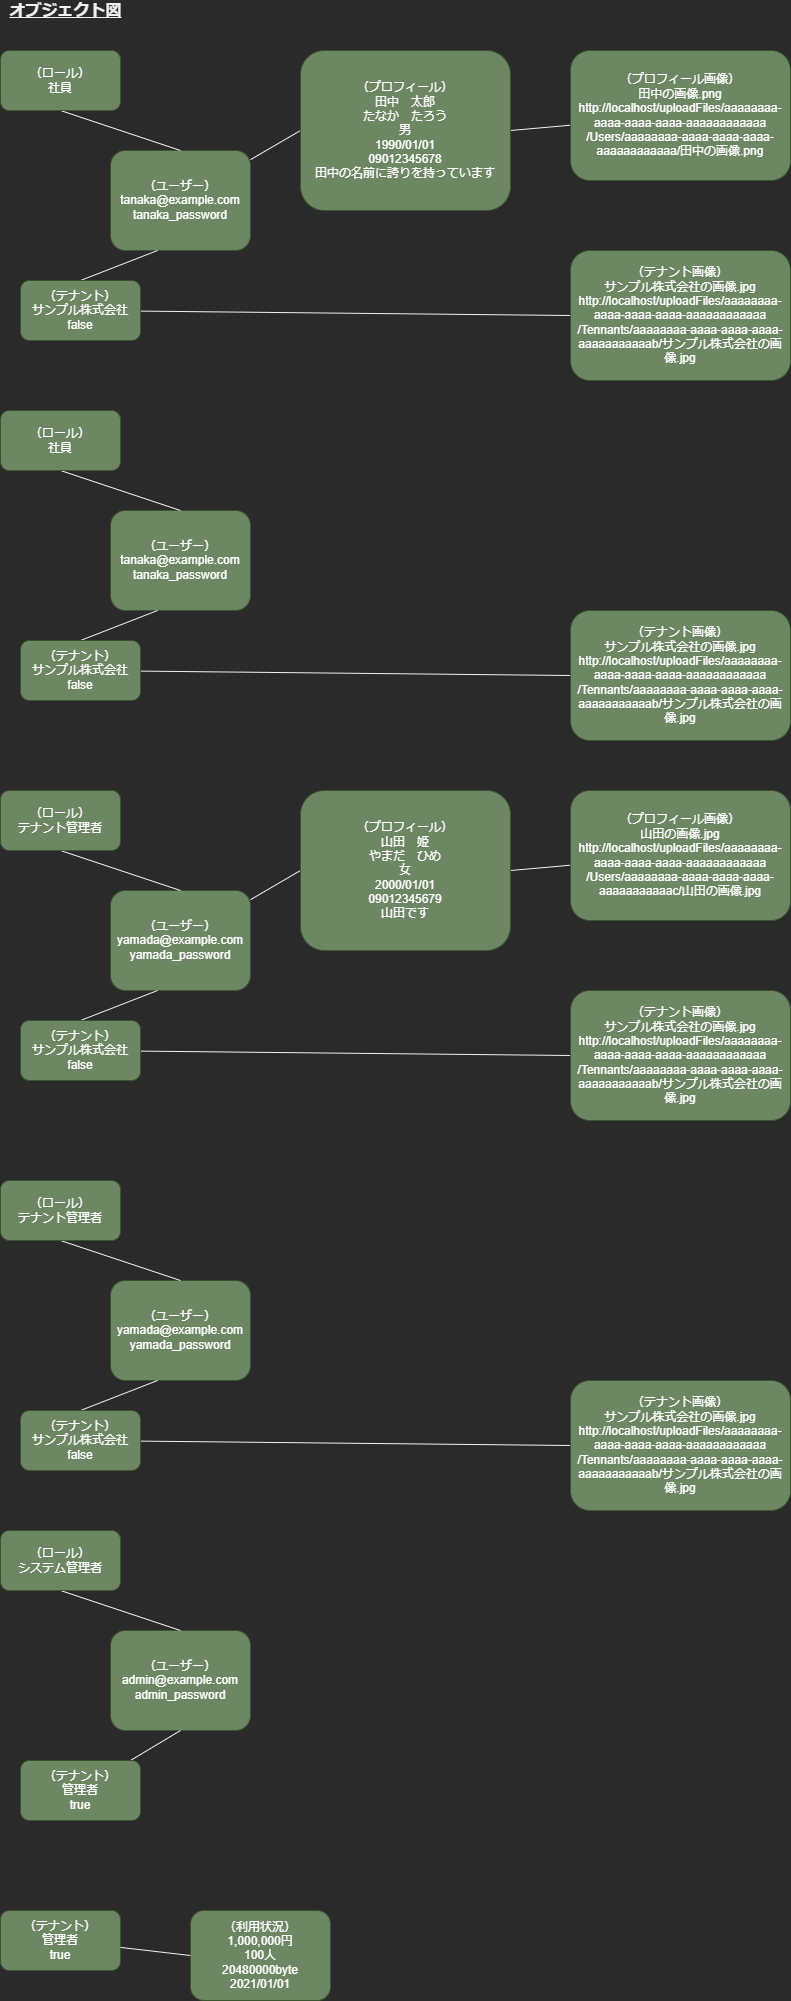 オブジェクト図
（ロール）
社員
（ユーザー）
tanaka@example.com
tanaka_password
（テナント）
サンプル株式会社
false
（プロフィール）
田中　太郎
たなか　たろう
男
1990/01/01
09012345678
田中の名前に誇りを持っています
（プロフィール画像）
田中の画像.png
http://localhost/uploadFiles/aaaaaaaa-
aaaa-aaaa-aaaa-aaaaaaaaaaaa
/Users/aaaaaaaa-aaaa-aaaa-aaaa-
aaaaaaaaaaaa/田中の画像.png
（テナント画像）
サンプル株式会社の画像.jpg
http://localhost/uploadFiles/aaaaaaaa-
aaaa-aaaa-aaaa-aaaaaaaaaaaa
/Tennants/aaaaaaaa-aaaa-aaaa-aaaa-
aaaaaaaaaaab/サンプル株式会社の画
像.jpg
（ロール）
社員
（ユーザー）
tanaka@example.com
tanaka_password
（テナント）
サンプル株式会社
false
（テナント画像）
サンプル株式会社の画像.jpg
http://localhost/uploadFiles/aaaaaaaa-
aaaa-aaaa-aaaa-aaaaaaaaaaaa
/Tennants/aaaaaaaa-aaaa-aaaa-aaaa-
aaaaaaaaaaab/サンプル株式会社の画
像.jpg
（ロール）
テナント管理者
（ユーザー）
yamada@example.com
yamada_password
（テナント）
サンプル株式会社
false
（プロフィール）
山田　姫
やまだ　ひめ
女
2000/01/01
09012345679
山田です
（プロフィール画像）
山田の画像.jpg
http://localhost/uploadFiles/aaaaaaaa-
aaaa-aaaa-aaaa-aaaaaaaaaaaa
/Users/aaaaaaaa-aaaa-aaaa-aaaa-
aaaaaaaaaaac/山田の画像.jpg
（テナント画像）
サンプル株式会社の画像.jpg
http://localhost/uploadFiles/aaaaaaaa-
aaaa-aaaa-aaaa-aaaaaaaaaaaa
/Tennants/aaaaaaaa-aaaa-aaaa-aaaa-
aaaaaaaaaaab/サンプル株式会社の画
像.jpg
（ロール）
テナント管理者
（ユーザー）
yamada@example.com
yamada_password
（テナント）
サンプル株式会社
false
（テナント画像）
サンプル株式会社の画像.jpg
http://localhost/uploadFiles/aaaaaaaa-
aaaa-aaaa-aaaa-aaaaaaaaaaaa
/Tennants/aaaaaaaa-aaaa-aaaa-aaaa-
aaaaaaaaaaab/サンプル株式会社の画
像.jpg
（ロール）
システム管理者
（ユーザー）
admin@example.com
admin_password
（テナント）
管理者
true
（テナント）
管理者
true
（利用状況）
1,000,000円
100人
20480000byte
2021/01/01